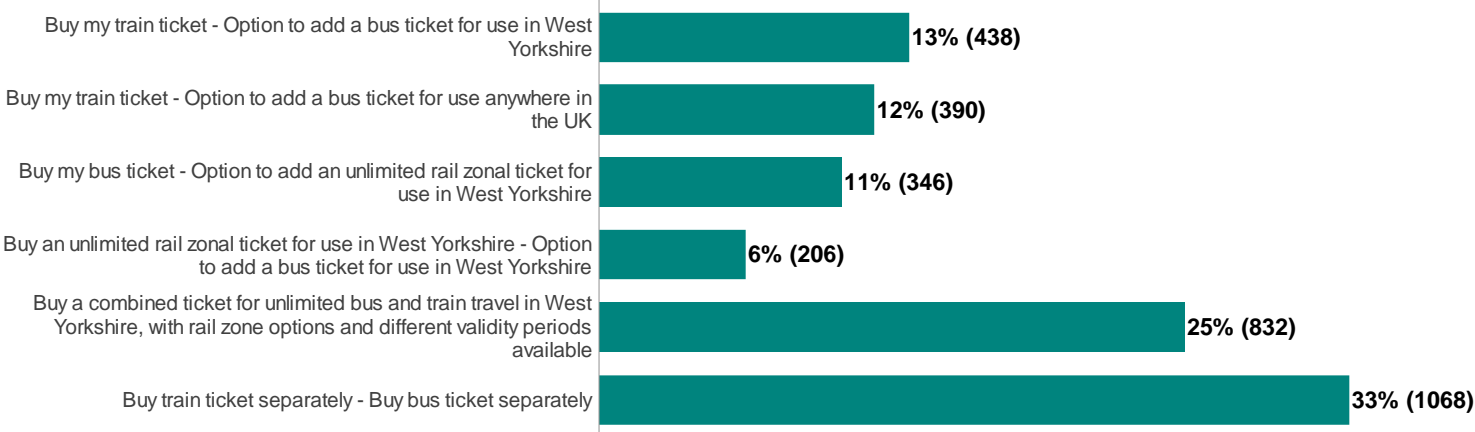 Buy my train ticket - Option to add a bus ticket for use in West
Yorkshire
13% (438)
Buy my train ticket - Option to add a bus ticket for use anywhere in
the UK
12% (390)
Buy my bus ticket - Option to add an unlimited rail zonal ticket for
use in West Yorkshire
11% (346)
Buy an unlimited rail zonal ticket for use in West Yorkshire - Option
to add a bus ticket for use in West Yorkshire
6% (206)
Buy a combined ticket for unlimited bus and train travel in West
Yorkshire, with rail zone options and different validity periods
available
25% (832)
Buy train ticket separately - Buy bus ticket separately
33% (1068)